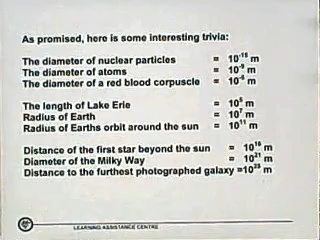 As promised, here is some interesting trivia:
The diameter of nuclear particles = 10⁻¹⁵ m
The diameter of atoms = 10⁻⁹ m
The diameter of a red blood corpuscle = 10⁻⁶ m
The length of Lake Erie = 10⁶ m
Radius of Earth = 10⁷ m
Radius of Earths orbit around the sun = 10¹¹ m
Distance of the first star beyond the sun = 10¹⁶ m
Diameter of the Milky Way = 10²¹ m
Distance to the furthest photographed galaxy =10²⁵ m
LEARNING ASSISTANCE CENTRE